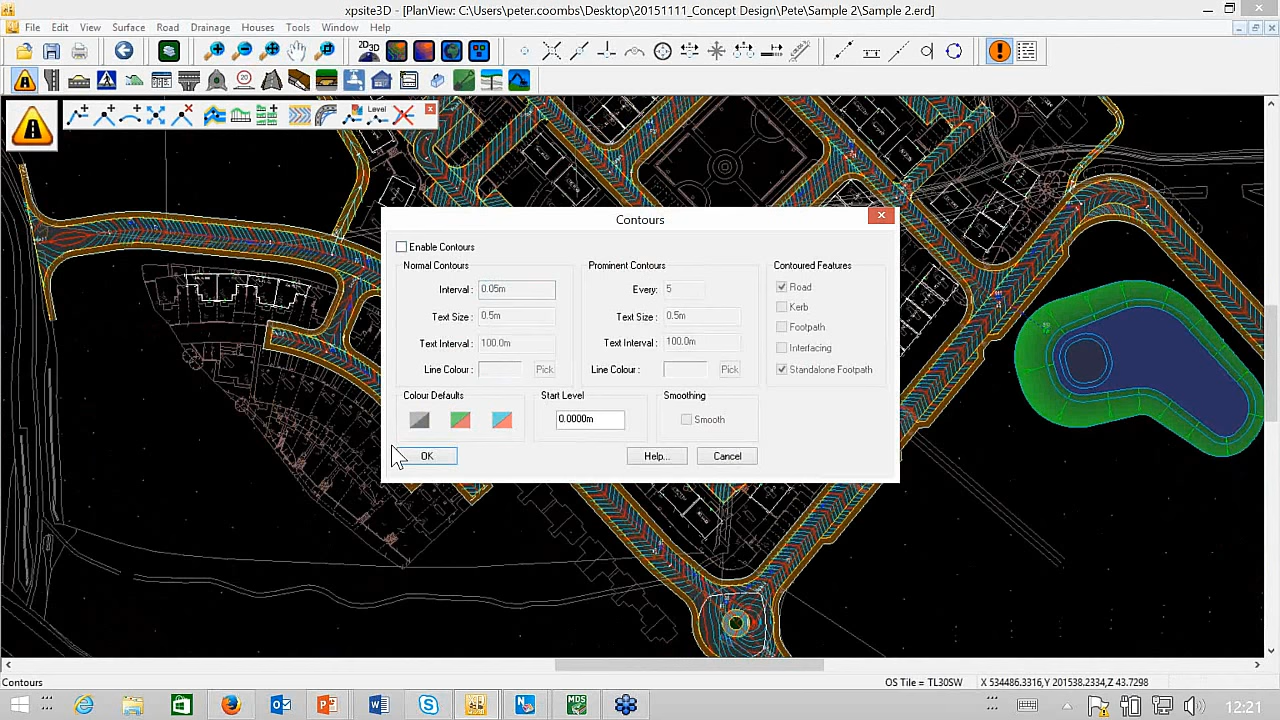 xpsite3D - [PlanView: C:\Users\peter.coombs\Desktop\20151111_Concept Design\Pete\Sample 2\Sample 2.erd]
File Edit View Surface Road Drainage Houses Tools Window Help
2D3D
20
Level
Contours
Enable Contours
Normal Contours Prominent Contours Contoured Features
Interval : 0.05m Every: 5 Road
Text Size : 0.5m Text Size : 0.5m Kerb
Footpath
Text Interval : 100.0m Text Interval : 100.0m Interlacing
Line Colour : Pick Line Colour : Pick Standalone Footpath
Colour Defaults Start Level Smoothing
0.0000m Smooth
OK Help... Cancel
Contours OS Tile = TL30SW X 534486.3316,Y 201538.2334,Z 43.7298
MDS
12:21